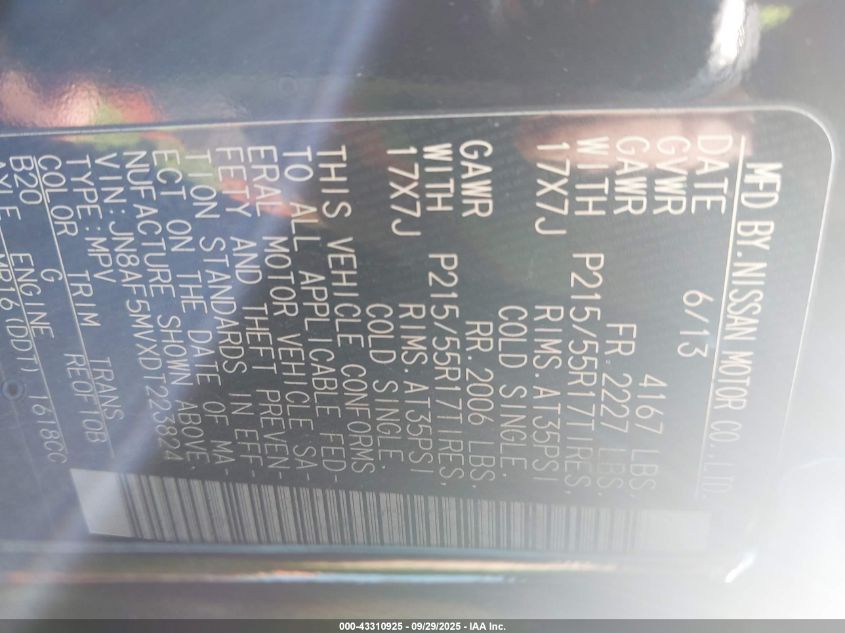 MFD BY NISSAN MOTOR CO.,LTD.
DATE 6/13
GVWR 4167 LBS.
GAWR FR. 2227 LBS.
WITH P215/55R17TIRES,
17X7J RIMS.AT35PSI
COLD SINGLE.
GAWR RR. 2006 LBS.
WITH P215/55R17TIRES,
17X7J RIMS.AT35PSI
COLD SINGLE.
THIS VEHICLE CONFORMS
TO ALL APPLICABLE FED-
ERAL MOTOR VEHICLE SA-
FETY AND THEFT PREVEN-
TION STANDARDS IN EFF-
ECT ON THE DATE OF MA-
NUFACTURE SHOWN ABOVE.
VIN:JN8AF5MVXDT223824
TYPE:MPV
COLOR TRIM TRANS
B20 G RE0F10B
AXLE ENGINE
MR16(DDT) 1618CC
000-43310925 - 09/29/2025 - IAA Inc.